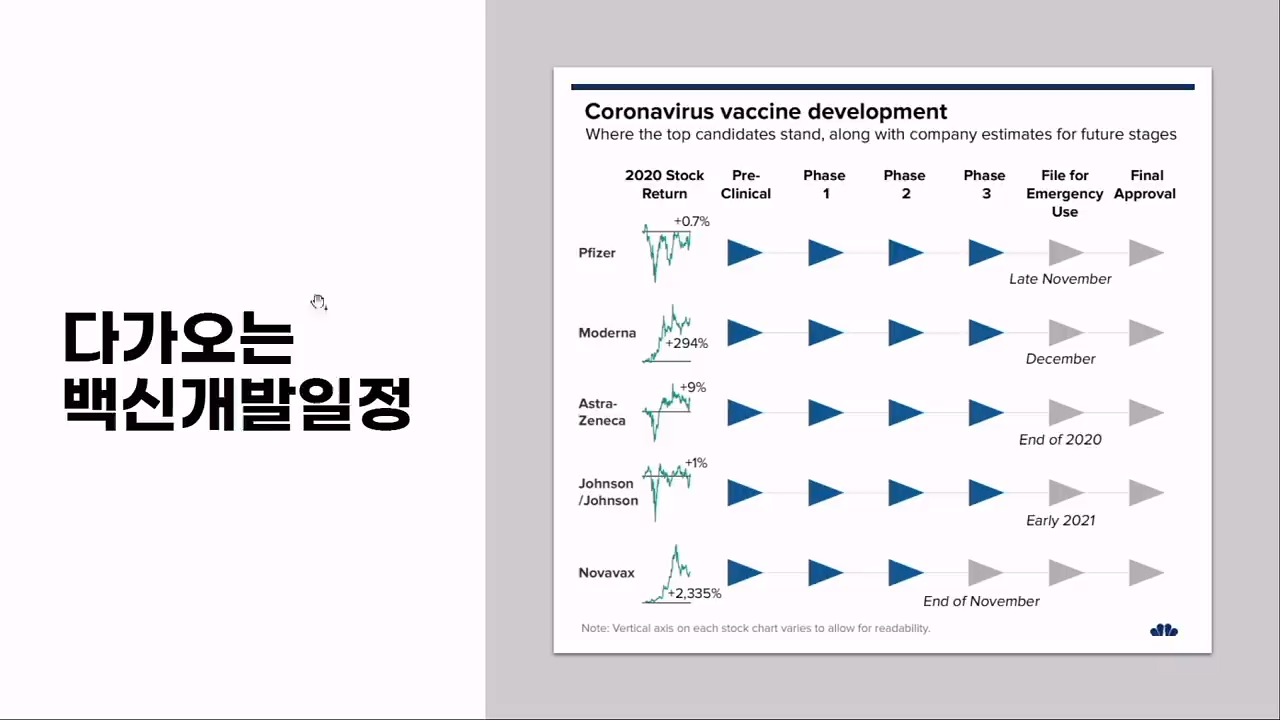 다가오는
백신개발일정
Coronavirus vaccine development
Where the top candidates stand, along with company estimates for future stages
2020 Stock Return
Pre-Clinical
Phase 1
Phase 2
Phase 3
File for Emergency Use
Final Approval
Pfizer
+0.7%
Late November
Moderna
+294%
December
Astra-
Zeneca
+9%
End of 2020
Johnson
/Johnson
+1%
Early 2021
Novavax
+2,335%
End of November
Note: Vertical axis on each stock chart varies to allow for readability.